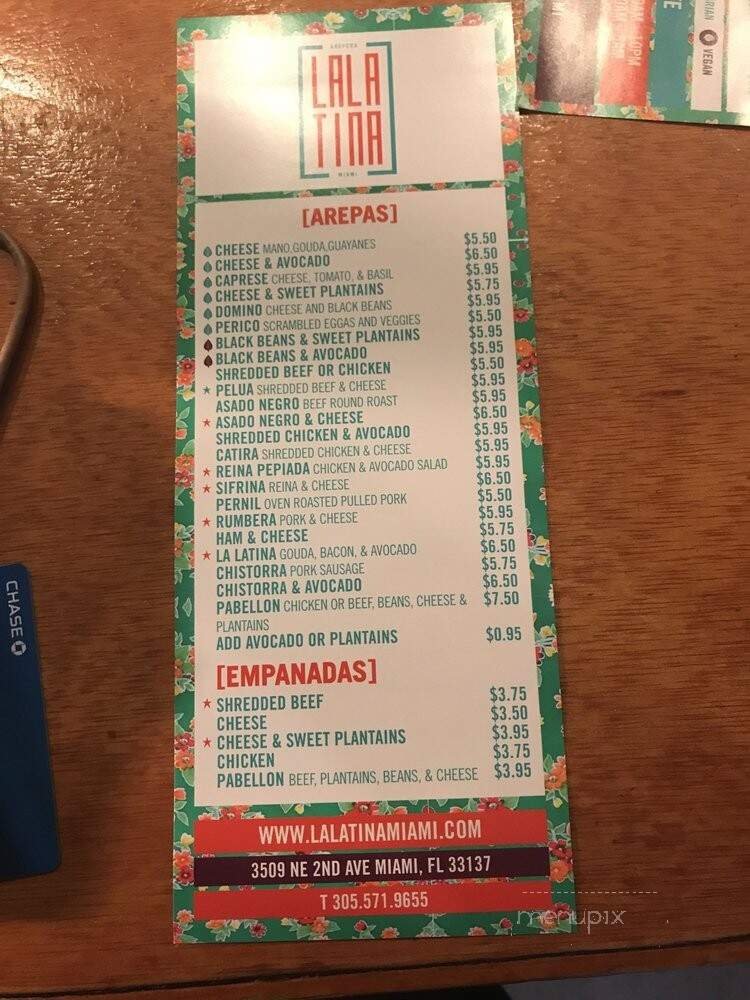 AREPERA
LALA
TINA
MIAMI
[AREPAS]
CHEESE MANO,GOUDA,GUAYANES $5.50
CHEESE & AVOCADO $6.50
CAPRESE CHEESE, TOMATO, & BASIL $5.95
CHEESE & SWEET PLANTAINS $5.75
DOMINO CHEESE AND BLACK BEANS $5.95
PERICO SCRAMBLED EGGAS AND VEGGIES $5.50
BLACK BEANS & SWEET PLANTAINS $5.95
BLACK BEANS & AVOCADO $5.95
SHREDDED BEEF OR CHICKEN $5.50
PELUA SHREDDED BEEF & CHEESE $5.95
ASADO NEGRO BEEF ROUND ROAST $5.95
ASADO NEGRO & CHEESE $6.50
SHREDDED CHICKEN & AVOCADO $5.95
CATIRA SHREDDED CHICKEN & CHEESE $5.95
REINA PEPIADA CHICKEN & AVOCADO SALAD $5.95
SIFRINA REINA & CHEESE $6.50
PERNIL OVEN ROASTED PULLED PORK $5.50
RUMBERA PORK & CHEESE $5.95
HAM & CHEESE $5.75
LA LATINA GOUDA, BACON, & AVOCADO $6.50
CHISTORRA PORK SAUSAGE $5.75
CHISTORRA & AVOCADO $6.50
PABELLON CHICKEN OR BEEF, BEANS, CHEESE & $7.50
PLANTAINS
ADD AVOCADO OR PLANTAINS $0.95
[EMPANADAS]
SHREDDED BEEF $3.75
CHEESE $3.50
CHEESE & SWEET PLANTAINS $3.95
CHICKEN $3.75
PABELLON BEEF, PLANTAINS, BEANS, & CHEESE $3.95
WWW.LALATINAMIAMI.COM
3509 NE 2ND AVE MIAMI, FL 33137
T 305.571.9655
VEGAN
CHASE
menupix